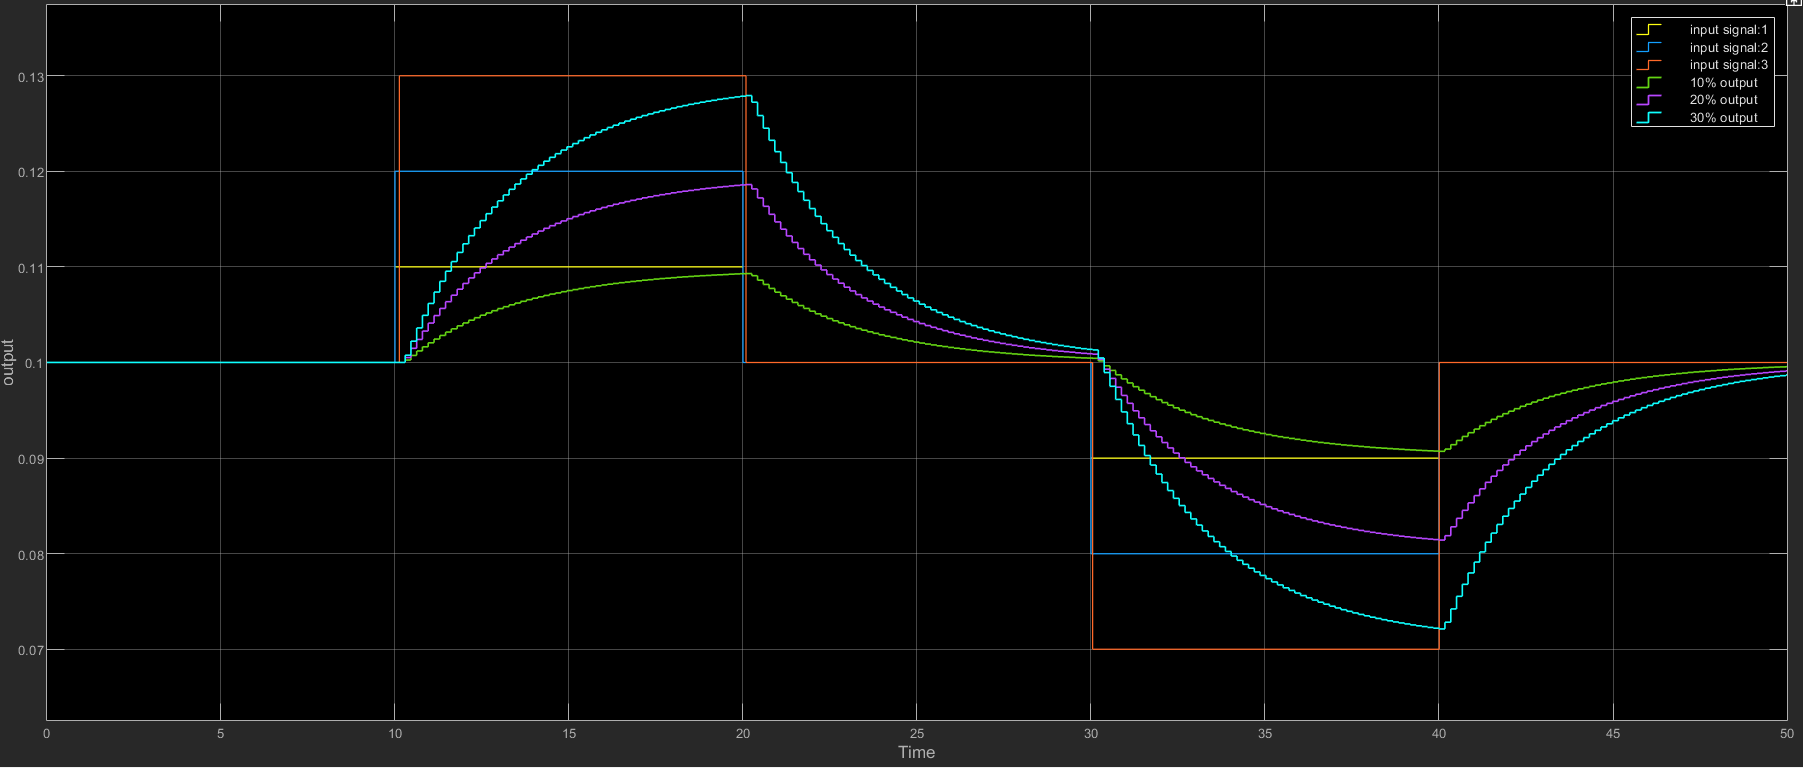 input signal:1
input signal:2
input signal:3
10% output
20% output
30% output
0.13
0.12
0.11
0.1
0.09
0.08
0.07
output
0 5 10 15 20 25 30 35 40 45 50
Time